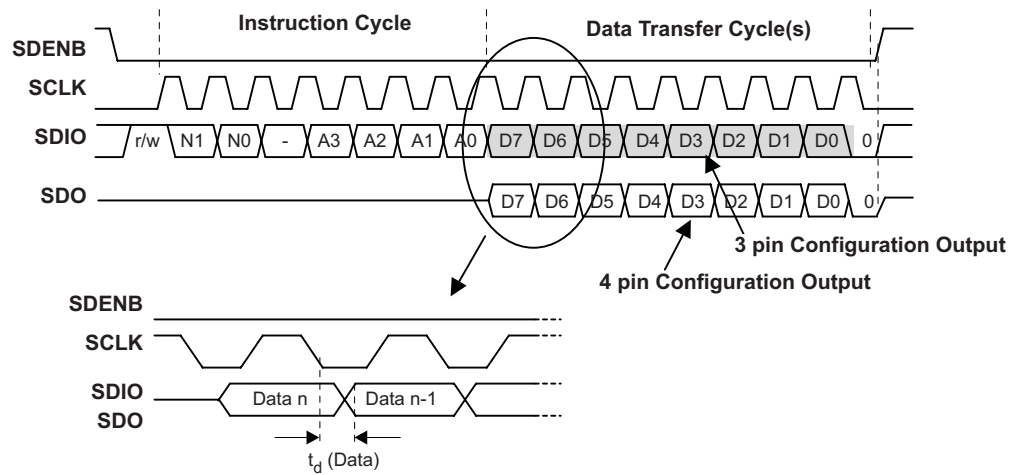 Instruction Cycle Data Transfer Cycle(s)
SDENB
SCLK
SDIO r/w N1 N0 - A3 A2 A1 A0 D7 D6 D5 D4 D3 D2 D1 D0 0
SDO D7 D6 D5 D4 D3 D2 D1 D0 0
3 pin Configuration Output
4 pin Configuration Output
SDENB
SCLK
SDIO
SDO
Data n Data n-1
t_d (Data)